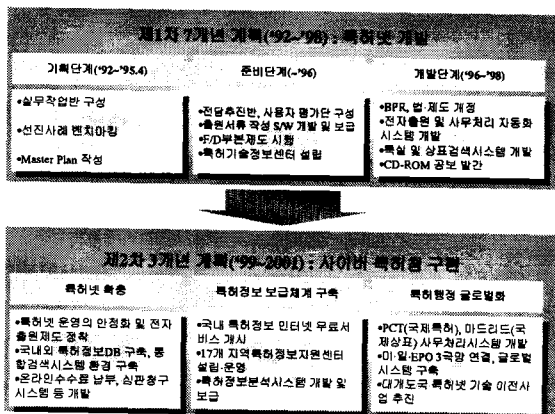 제1차 7개년 계획('92~'98) : 특허넷 개발
기획단계('92~'95.4)
•실무작업반 구성
•선진사례 벤치마킹
•Master Plan 작성
준비단계(~'96)
•전담추진반, 사용자 평가단 구성
•출원서류 작성 S/W 개발 및 보급
•F/D부본제도 시행
•특허기술정보센터 설립
개발단계('96~'98)
•BPR, 법·제도 개정
•전자출원 및 사무처리 자동화
시스템 개발
•특실 및 상표검색시스템 개발
•CD-ROM 공보 발간
제2차 3개년 계획('99~2001) : 사이버 특허청 구현
특허넷 확충
•특허넷 운영의 안정화 및 전자
출원제도 정착
•국내외 특허정보DB 구축, 통
합검색시스템 환경 구축
•온라인수수료 납부, 심판청구
시스템 등 개발
특허정보 보급체계 구축
•국내 특허정보 인터넷 무료서
비스 개시
•17개 지역특허정보지원센터
설립·운영
•특허정보분석시스템 개발 및
보급
특허행정 글로벌화
•PCT(국제특허), 마드리드(국
제상표) 사무처리시스템 개발
•미·일·EPO 3극망 연결, 글로벌
시스템 구축
•대개도국 특허넷 기술 이전사
업 추진